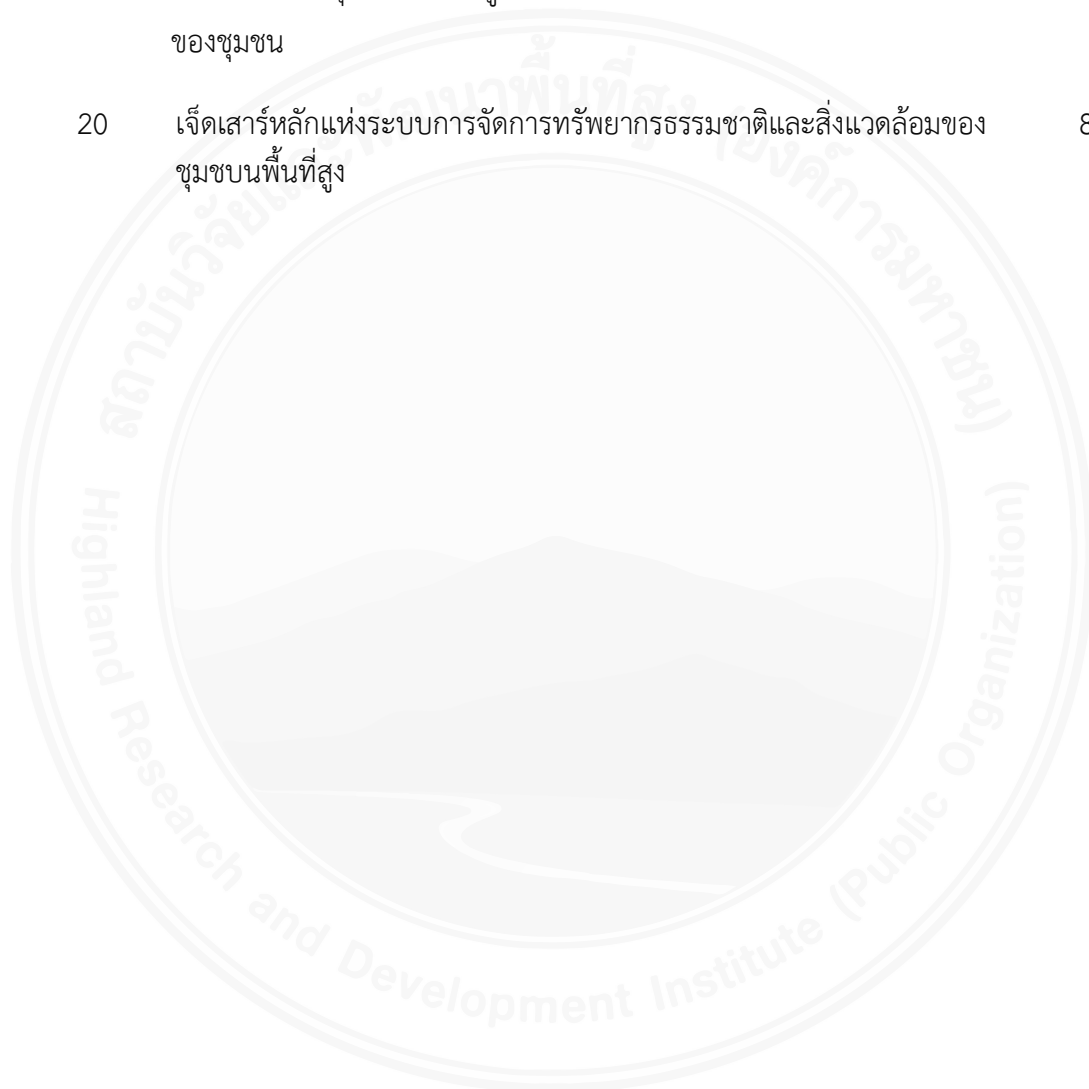 ของชุมชน
20 เจ็ดเสาร์หลักแห่งระบบการจัดการทรัพยากรธรรมชาติและสิ่งแวดล้อมของ 8
ชุมชบนพื้นที่สูง
สถาบันวิจัยและพัฒนาพื้นที่สูง (องค์การมหาชน)
Highland Research and Development Institute (Public Organization)